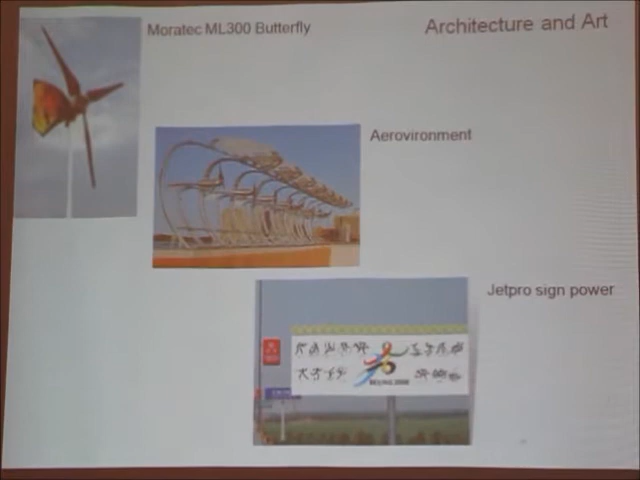 Moratec ML300 Butterfly
Architecture and Art
Aerovironment
Jetpro sign power
BEIJING 2008